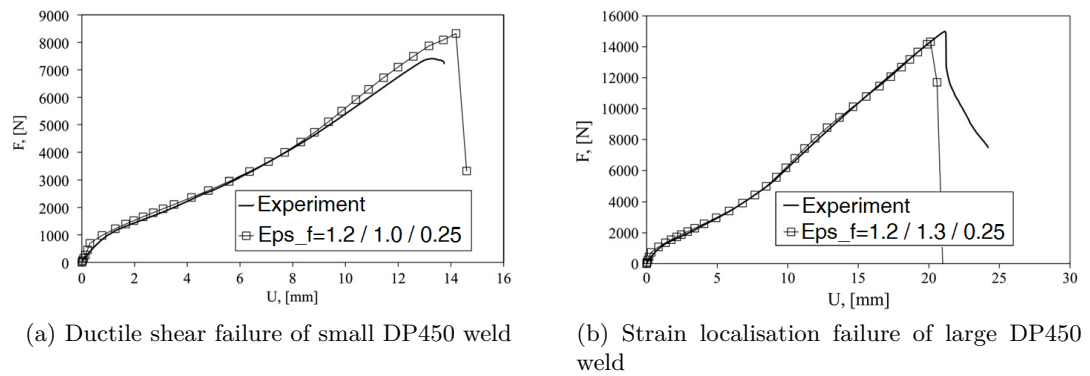 9000
8000
7000
6000
5000
4000
3000
2000
1000
0
F, [N]
0 2 4 6 8 10 12 14 16
U, [mm]
Experiment
Eps_f=1.2 / 1.0 / 0.25
(a) Ductile shear failure of small DP450 weld
16000
14000
12000
10000
8000
6000
4000
2000
0
F, [N]
0 5 10 15 20 25 30
U, [mm]
Experiment
Eps_f=1.2 / 1.3 / 0.25
(b) Strain localisation failure of large DP450
weld